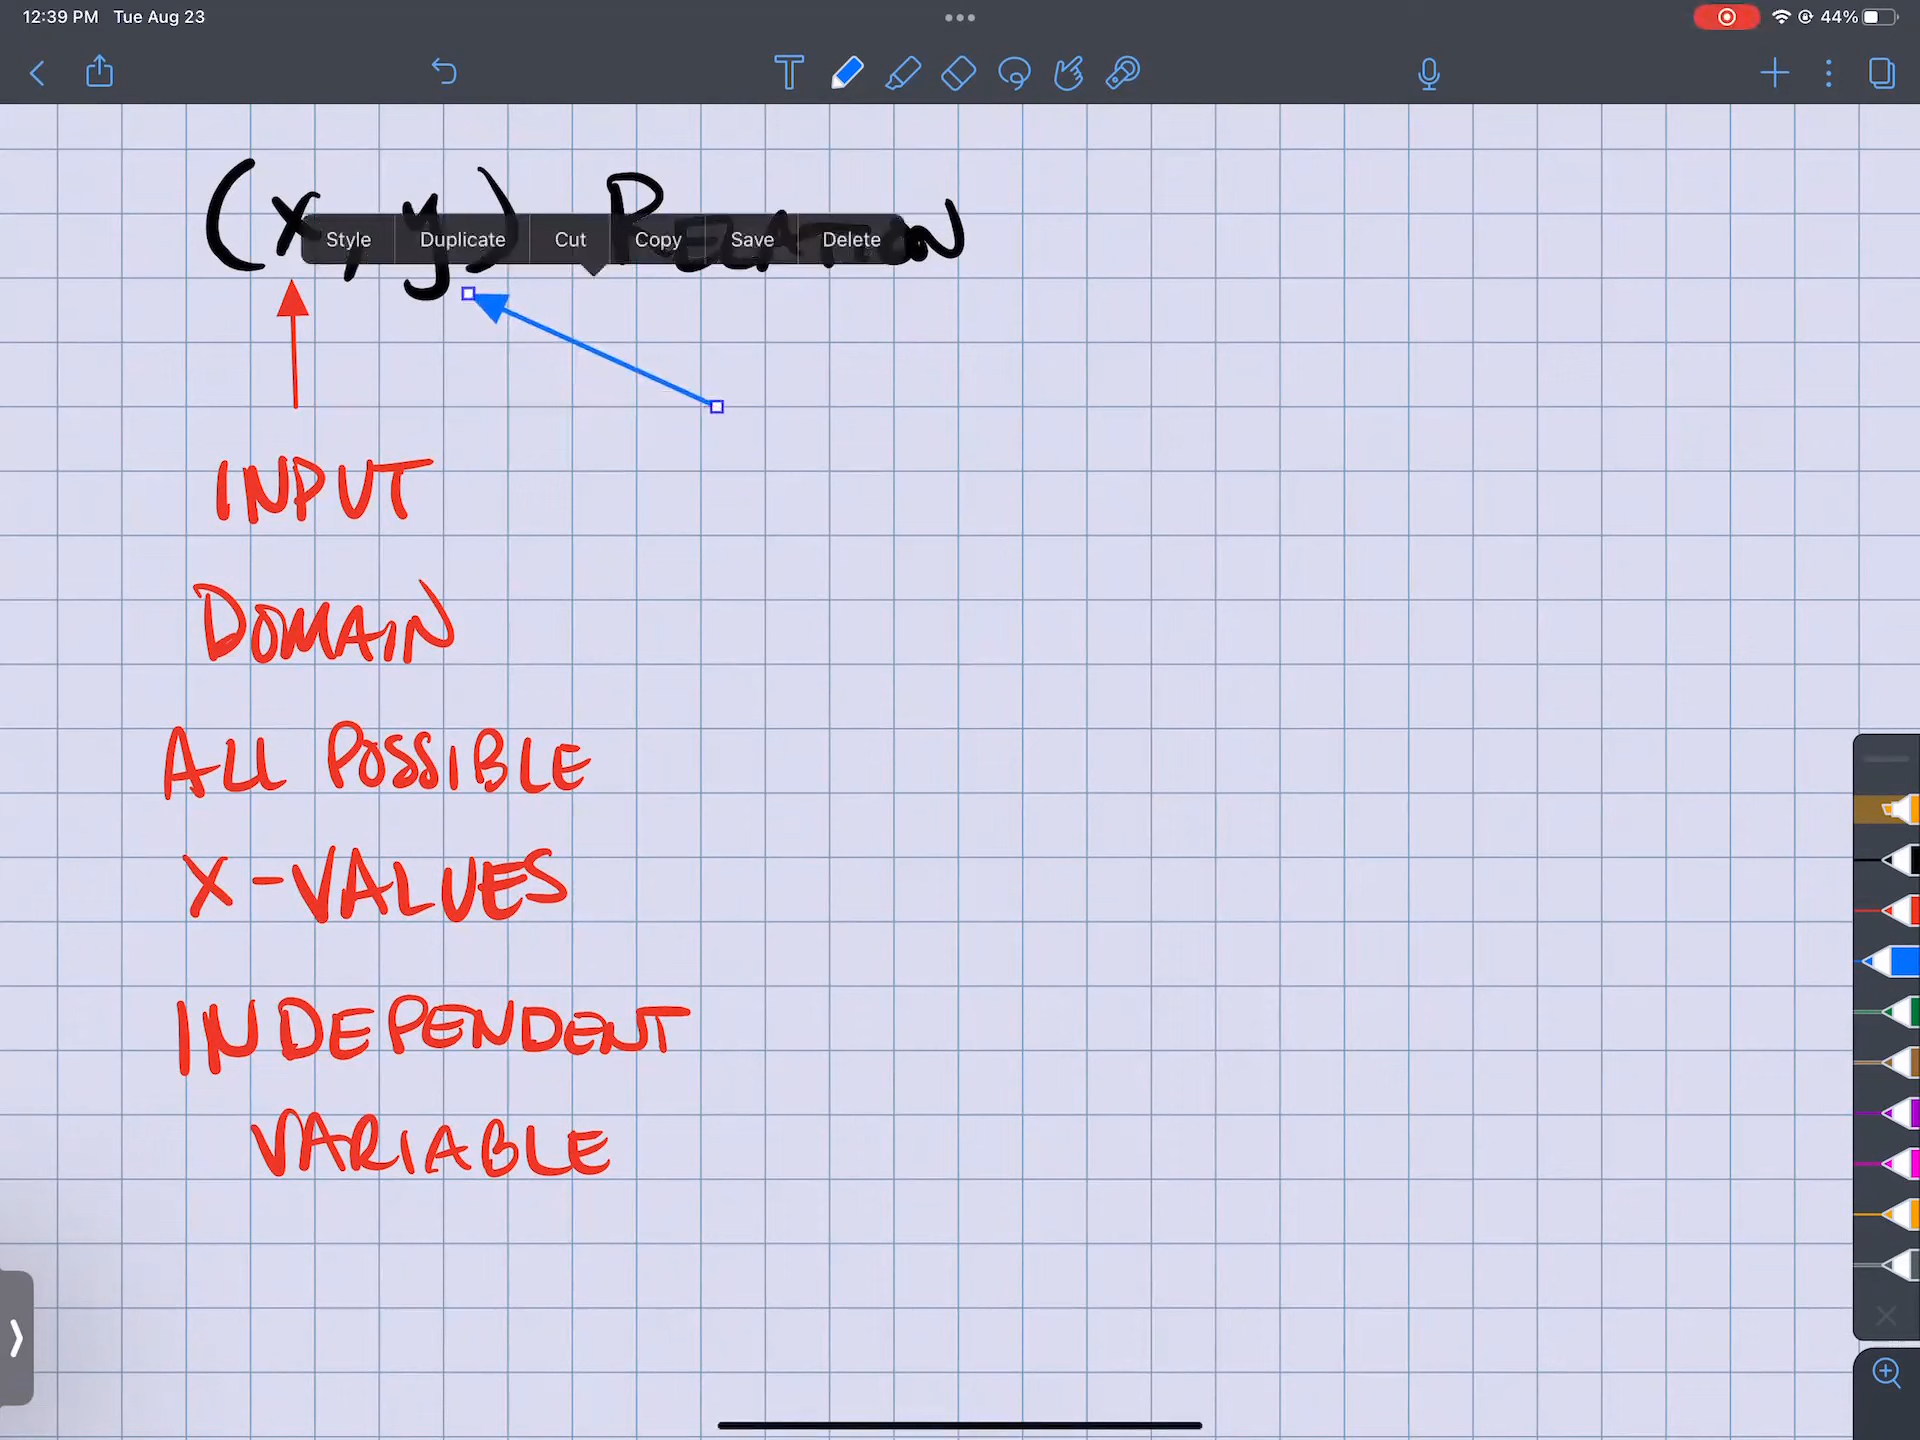 12:39 PM Tue Aug 23
44%
T
(x, y) RELATION
Style Duplicate Cut Copy Save Delete
INPUT
DOMAIN
ALL POSSIBLE
X-VALUES
INDEPENDENT
VARIABLE